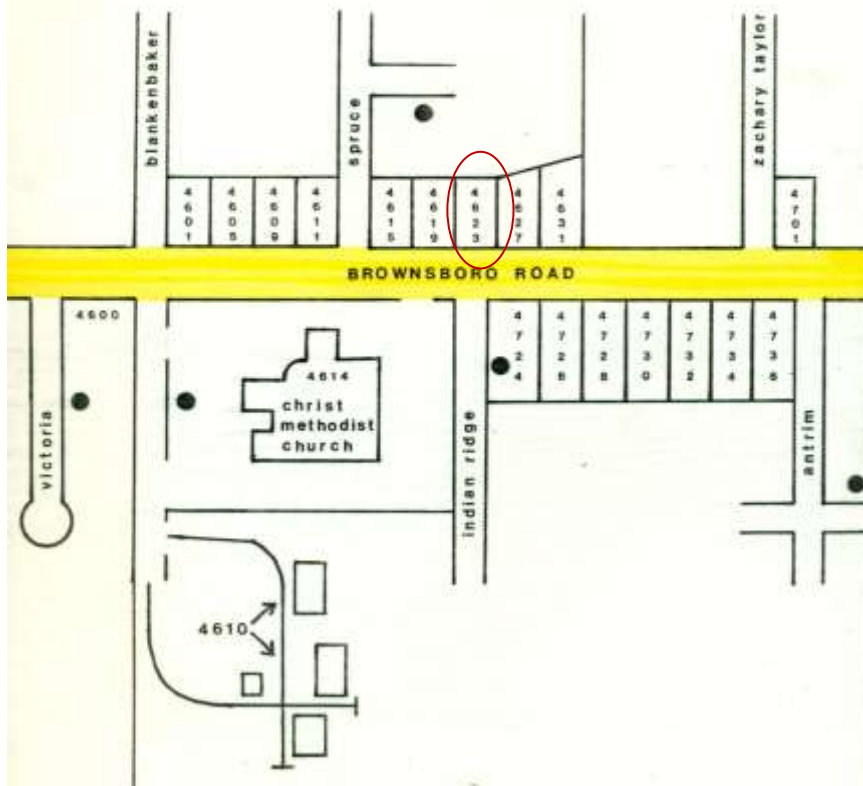 blankenbaker
spruce
zachary taylor
4601
4605
4609
4611
4615
4619
4623
4627
4631
4701
BROWNSBORO ROAD
4600
4614
christ
methodist
church
4724
4726
4728
4730
4732
4734
4736
victoria
indian ridge
antrim
4610